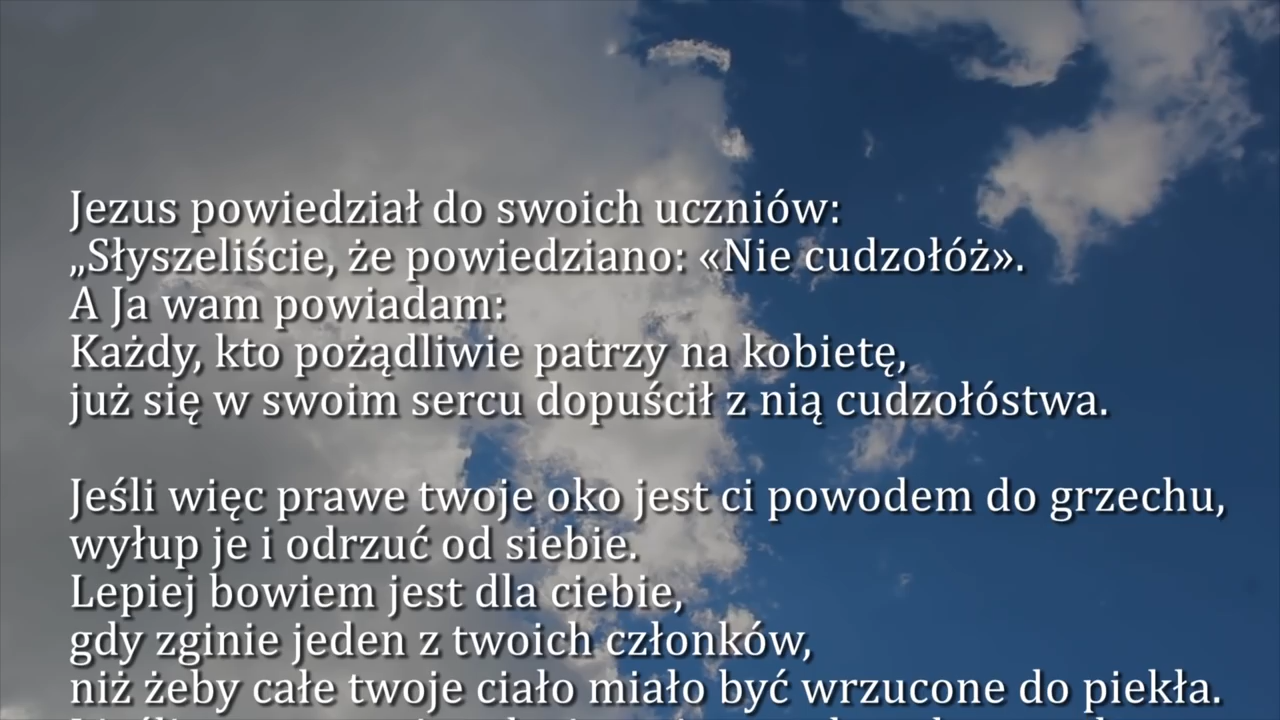 Jezus powiedział do swoich uczniów:
„Słyszeliście, że powiedziano: «Nie cudzołóż».
A Ja wam powiadam:
Każdy, kto pożądliwie patrzy na kobietę,
już się w swoim sercu dopuścił z nią cudzołóstwa.
Jeśli więc prawe twoje oko jest ci powodem do grzechu,
wyłup je i odrzuć od siebie.
Lepiej bowiem jest dla ciebie,
gdy zginie jeden z twoich członków,
niż żeby całe twoje ciało miało być wrzucone do piekła.